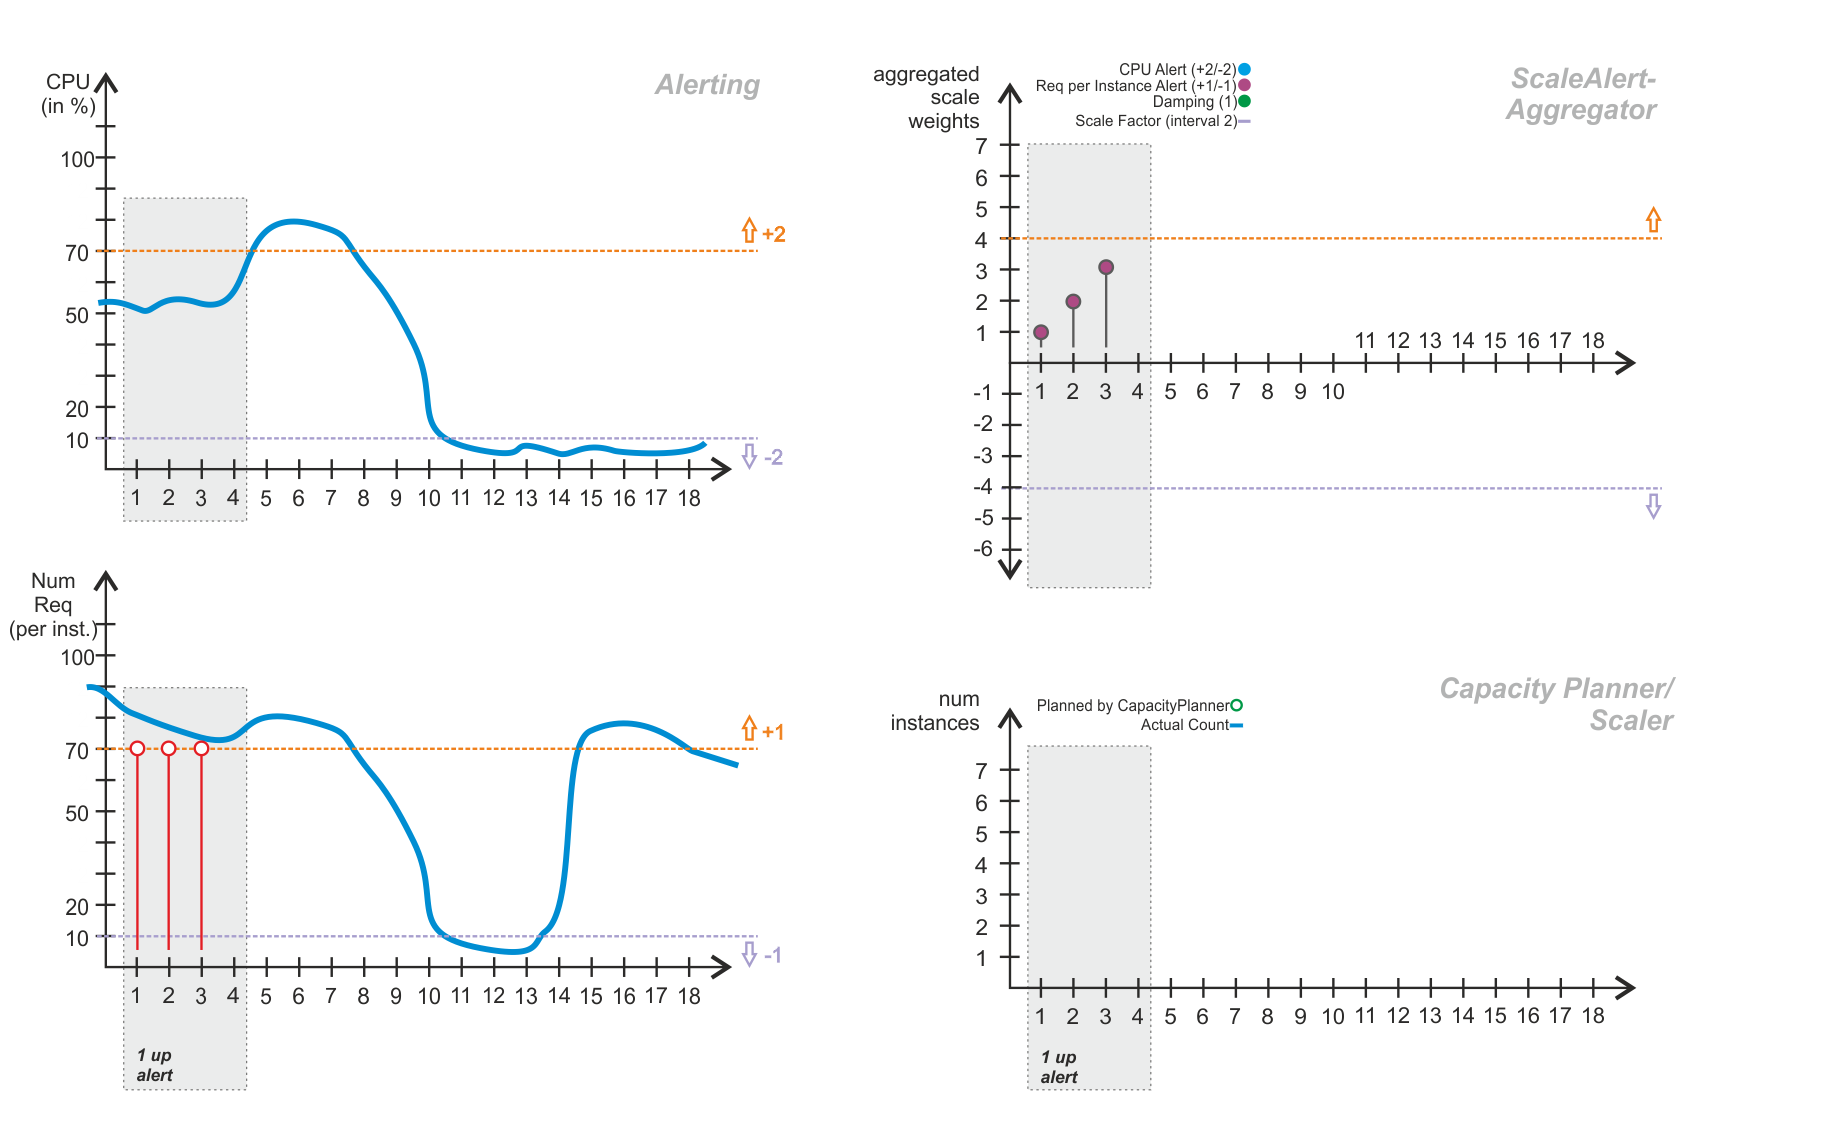 CPU
(in %)
Alerting
100
70
50
20
10
+2
-2
1 2 3 4 5 6 7 8 9 10 11 12 13 14 15 16 17 18
Num
Req
(per inst.)
100
70
50
20
10
+1
-1
1 2 3 4 5 6 7 8 9 10 11 12 13 14 15 16 17 18
1 up
alert
aggregated
scale
weights
CPU Alert (+2/-2)
Req per Instance Alert (+1/-1)
Damping (1)
Scale Factor (interval 2)
ScaleAlert-
Aggregator
7
6
5
4
3
2
1
11 12 13 14 15 16 17 18
1 2 3 4 5 6 7 8 9 10
-1
-2
-3
-4
-5
-6
num
instances
Planned by CapacityPlanner
Actual Count
Capacity Planner/
Scaler
7
6
5
4
3
2
1
1 2 3 4 5 6 7 8 9 10 11 12 13 14 15 16 17 18
1 up
alert